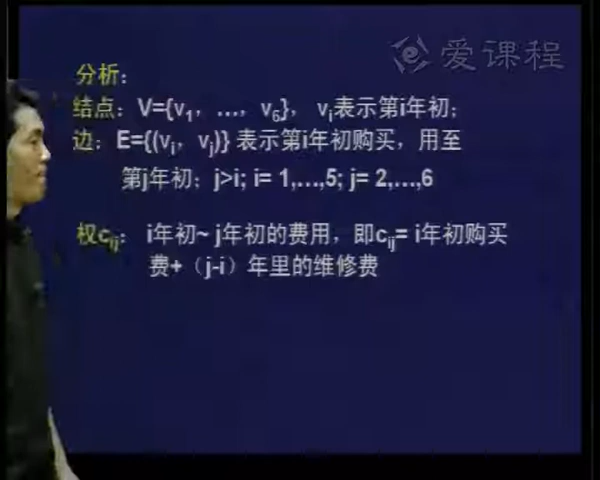 爱课程
分析：
结点：V={v1，…，v6}，vi表示第i年初；
边：E={(vi，vj)} 表示第i年初购买，用至
第j年初；j>i; i= 1,…,5; j= 2,…,6
权cij： i年初~ j年初的费用，即cij= i年初购买
费+（j-i）年里的维修费